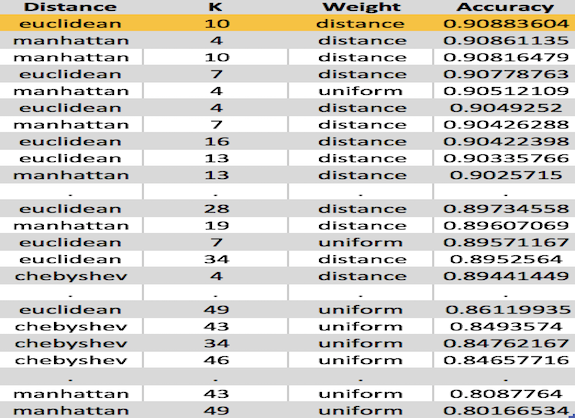 Distance K Weight Accuracy
euclidean 10 distance 0.90883604
manhattan 4 distance 0.90861135
manhattan 10 distance 0.90816479
euclidean 7 distance 0.90778763
manhattan 4 uniform 0.90512109
euclidean 4 distance 0.9049252
manhattan 7 distance 0.90426288
euclidean 16 distance 0.90422398
euclidean 13 distance 0.90335766
manhattan 13 distance 0.9025715
. . . .
euclidean 28 distance 0.89734558
manhattan 19 distance 0.89607069
euclidean 7 uniform 0.89571167
euclidean 34 distance 0.8952564
chebyshev 4 distance 0.89441449
. . . .
euclidean 49 uniform 0.86119935
chebyshev 43 uniform 0.8493574
chebyshev 34 uniform 0.84762167
chebyshev 46 uniform 0.84657716
. . . .
manhattan 43 uniform 0.8087764
manhattan 49 uniform 0.80166534